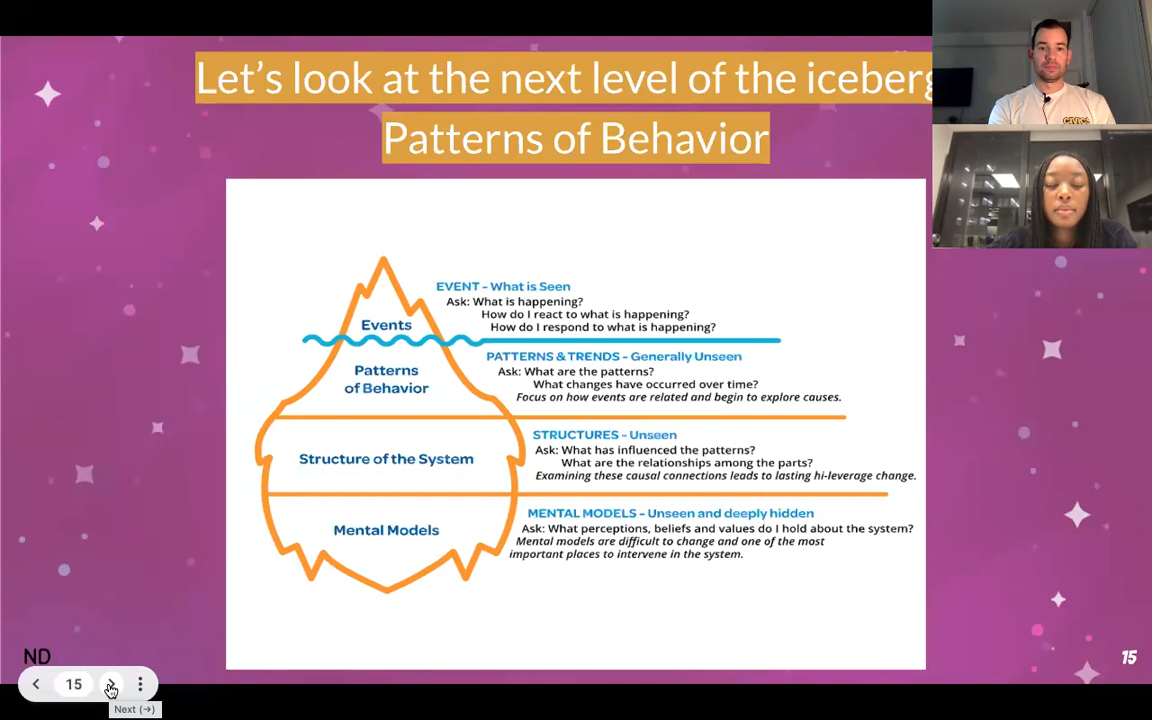 Let's look at the next level of the iceberg
Patterns of Behavior
EVENT - What is Seen
Ask: What is happening?
How do I react to what is happening?
How do I respond to what is happening?
Events
PATTERNS & TRENDS - Generally Unseen
Ask: What are the patterns?
What changes have occurred over time?
Focus on how events are related and begin to explore causes.
Patterns
of Behavior
STRUCTURES - Unseen
Ask: What has influenced the patterns?
What are the relationships among the parts?
Examining these causal connections leads to lasting hi-leverage change.
Structure of the System
MENTAL MODELS - Unseen and deeply hidden
Ask: What perceptions, beliefs and values do I hold about the system?
Mental models are difficult to change and one of the most
important places to intervene in the system.
Mental Models
CIVICS
ND
15
15
Next (→)